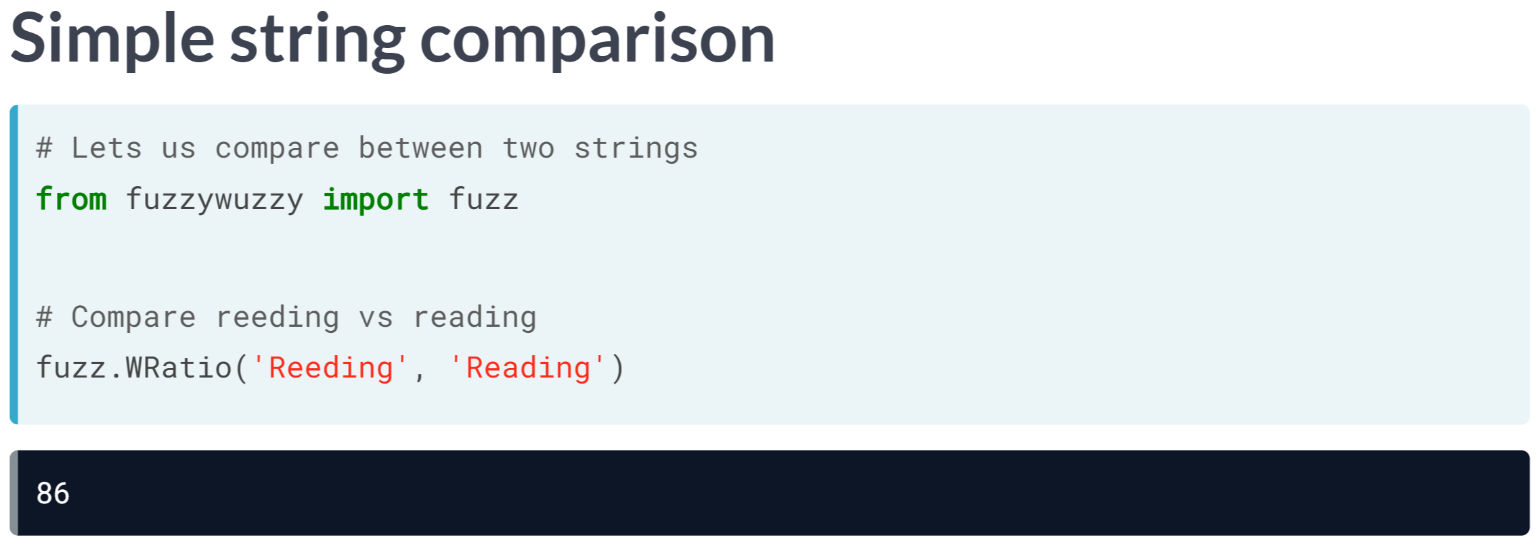 Simple string comparison
# Lets us compare between two strings
from fuzzywuzzy import fuzz
# Compare reeding vs reading
fuzz.WRatio('Reeding', 'Reading')
86